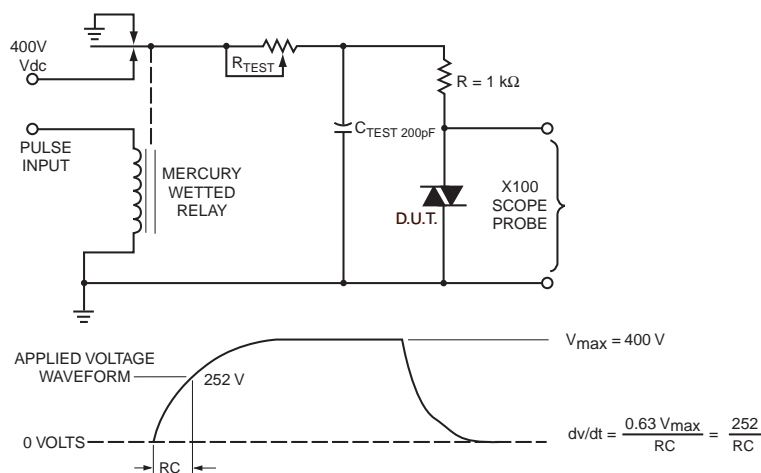 400V
Vdc
PULSE
INPUT
MERCURY
WETTED
RELAY
RTEST
CTEST 200pF
R = 1 kΩ
D.U.T.
X100
SCOPE
PROBE
APPLIED VOLTAGE
WAVEFORM
252 V
Vmax = 400 V
0 VOLTS
RC
dv/dt = 0.63 Vmax / RC = 252 / RC